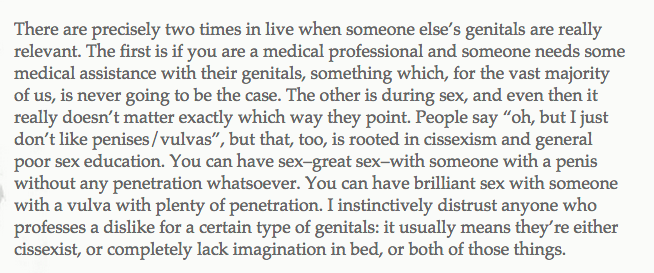 There are precisely two times in live when someone else’s genitals are really
relevant. The first is if you are a medical professional and someone needs some
medical assistance with their genitals, something which, for the vast majority
of us, is never going to be the case. The other is during sex, and even then it
really doesn’t matter exactly which way they point. People say “oh, but I just
don’t like penises/vulvas”, but that, too, is rooted in cissexism and general
poor sex education. You can have sex–great sex–with someone with a penis
without any penetration whatsoever. You can have brilliant sex with someone
with a vulva with plenty of penetration. I instinctively distrust anyone who
professes a dislike for a certain type of genitals: it usually means they’re either
cissexist, or completely lack imagination in bed, or both of those things.